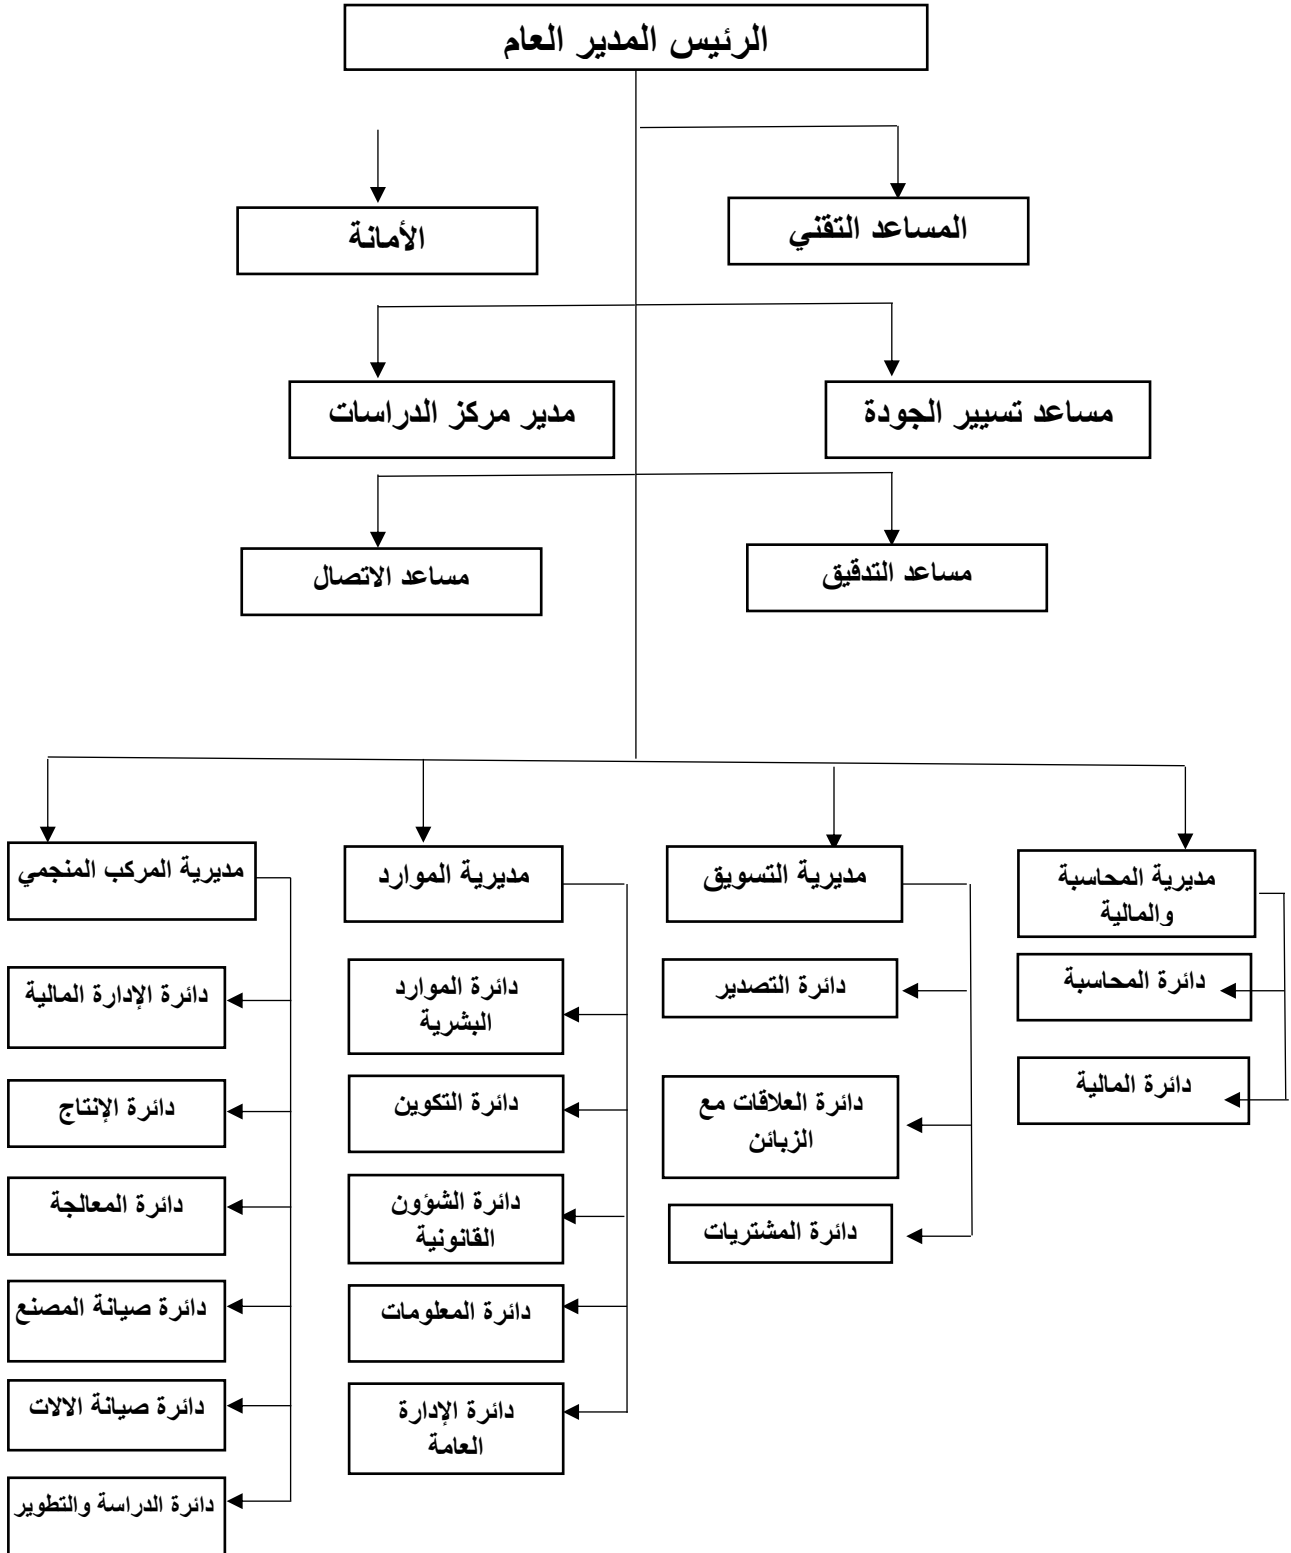 الرئيس المدير العام
المساعد التقني
الأمانة
مساعد تسيير الجودة
مدير مركز الدراسات
مساعد التدقيق
مساعد الاتصال
مديرية المحاسبة
والمالية
دائرة المحاسبة
دائرة المالية
مديرية التسويق
دائرة التصدير
دائرة العلاقات مع
الزبائن
دائرة المشتريات
مديرية الموارد
دائرة الموارد
البشرية
دائرة التكوين
دائرة الشؤون
القانونية
دائرة المعلومات
دائرة الإدارة
العامة
مديرية المركب المنجمي
دائرة الإدارة المالية
دائرة الإنتاج
دائرة المعالجة
دائرة صيانة المصنع
دائرة صيانة الالات
دائرة الدراسة والتطوير